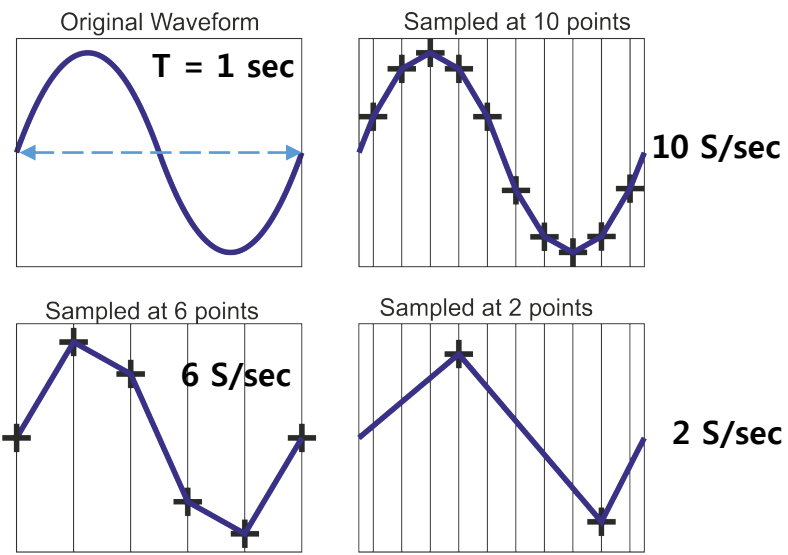 Original Waveform
T = 1 sec
Sampled at 10 points
10 S/sec
Sampled at 6 points
6 S/sec
Sampled at 2 points
2 S/sec